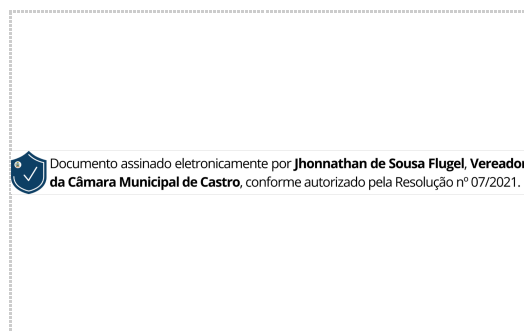 Documento assinado eletronicamente por Jhonnathan de Sousa Flugel, Vereador
da Câmara Municipal de Castro, conforme autorizado pela Resolução nº 07/2021.